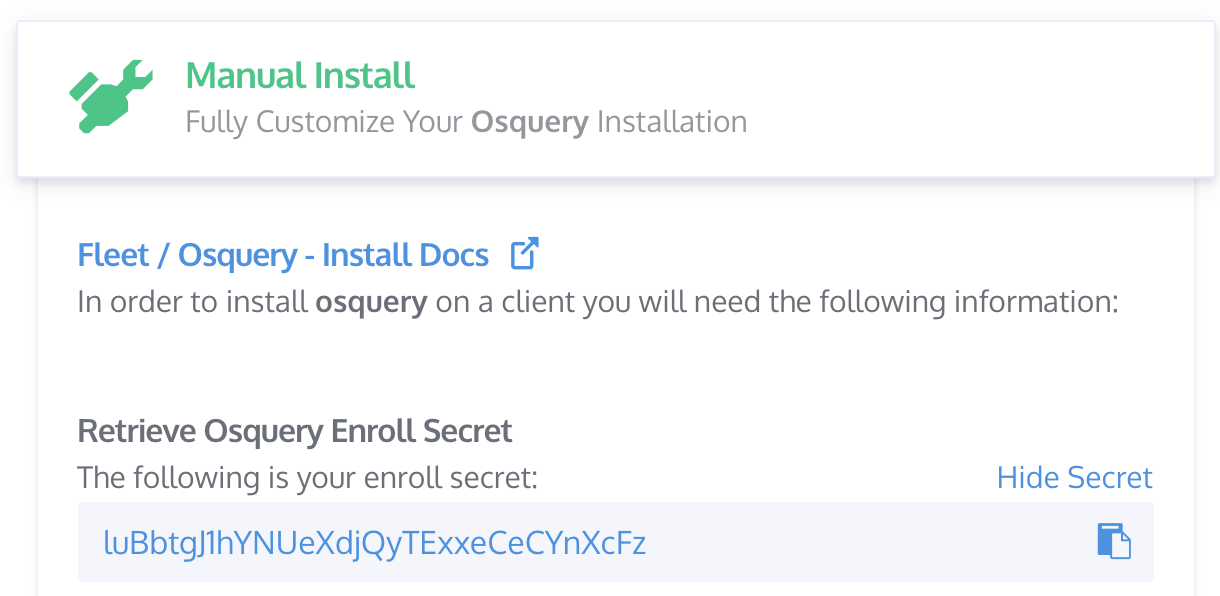 Manual Install
Fully Customize Your Osquery Installation
Fleet / Osquery - Install Docs
In order to install osquery on a client you will need the following information:
Retrieve Osquery Enroll Secret
The following is your enroll secret:
Hide Secret
luBbtgJ1hYNUeXdjQyTExxeCeCYnXcFz